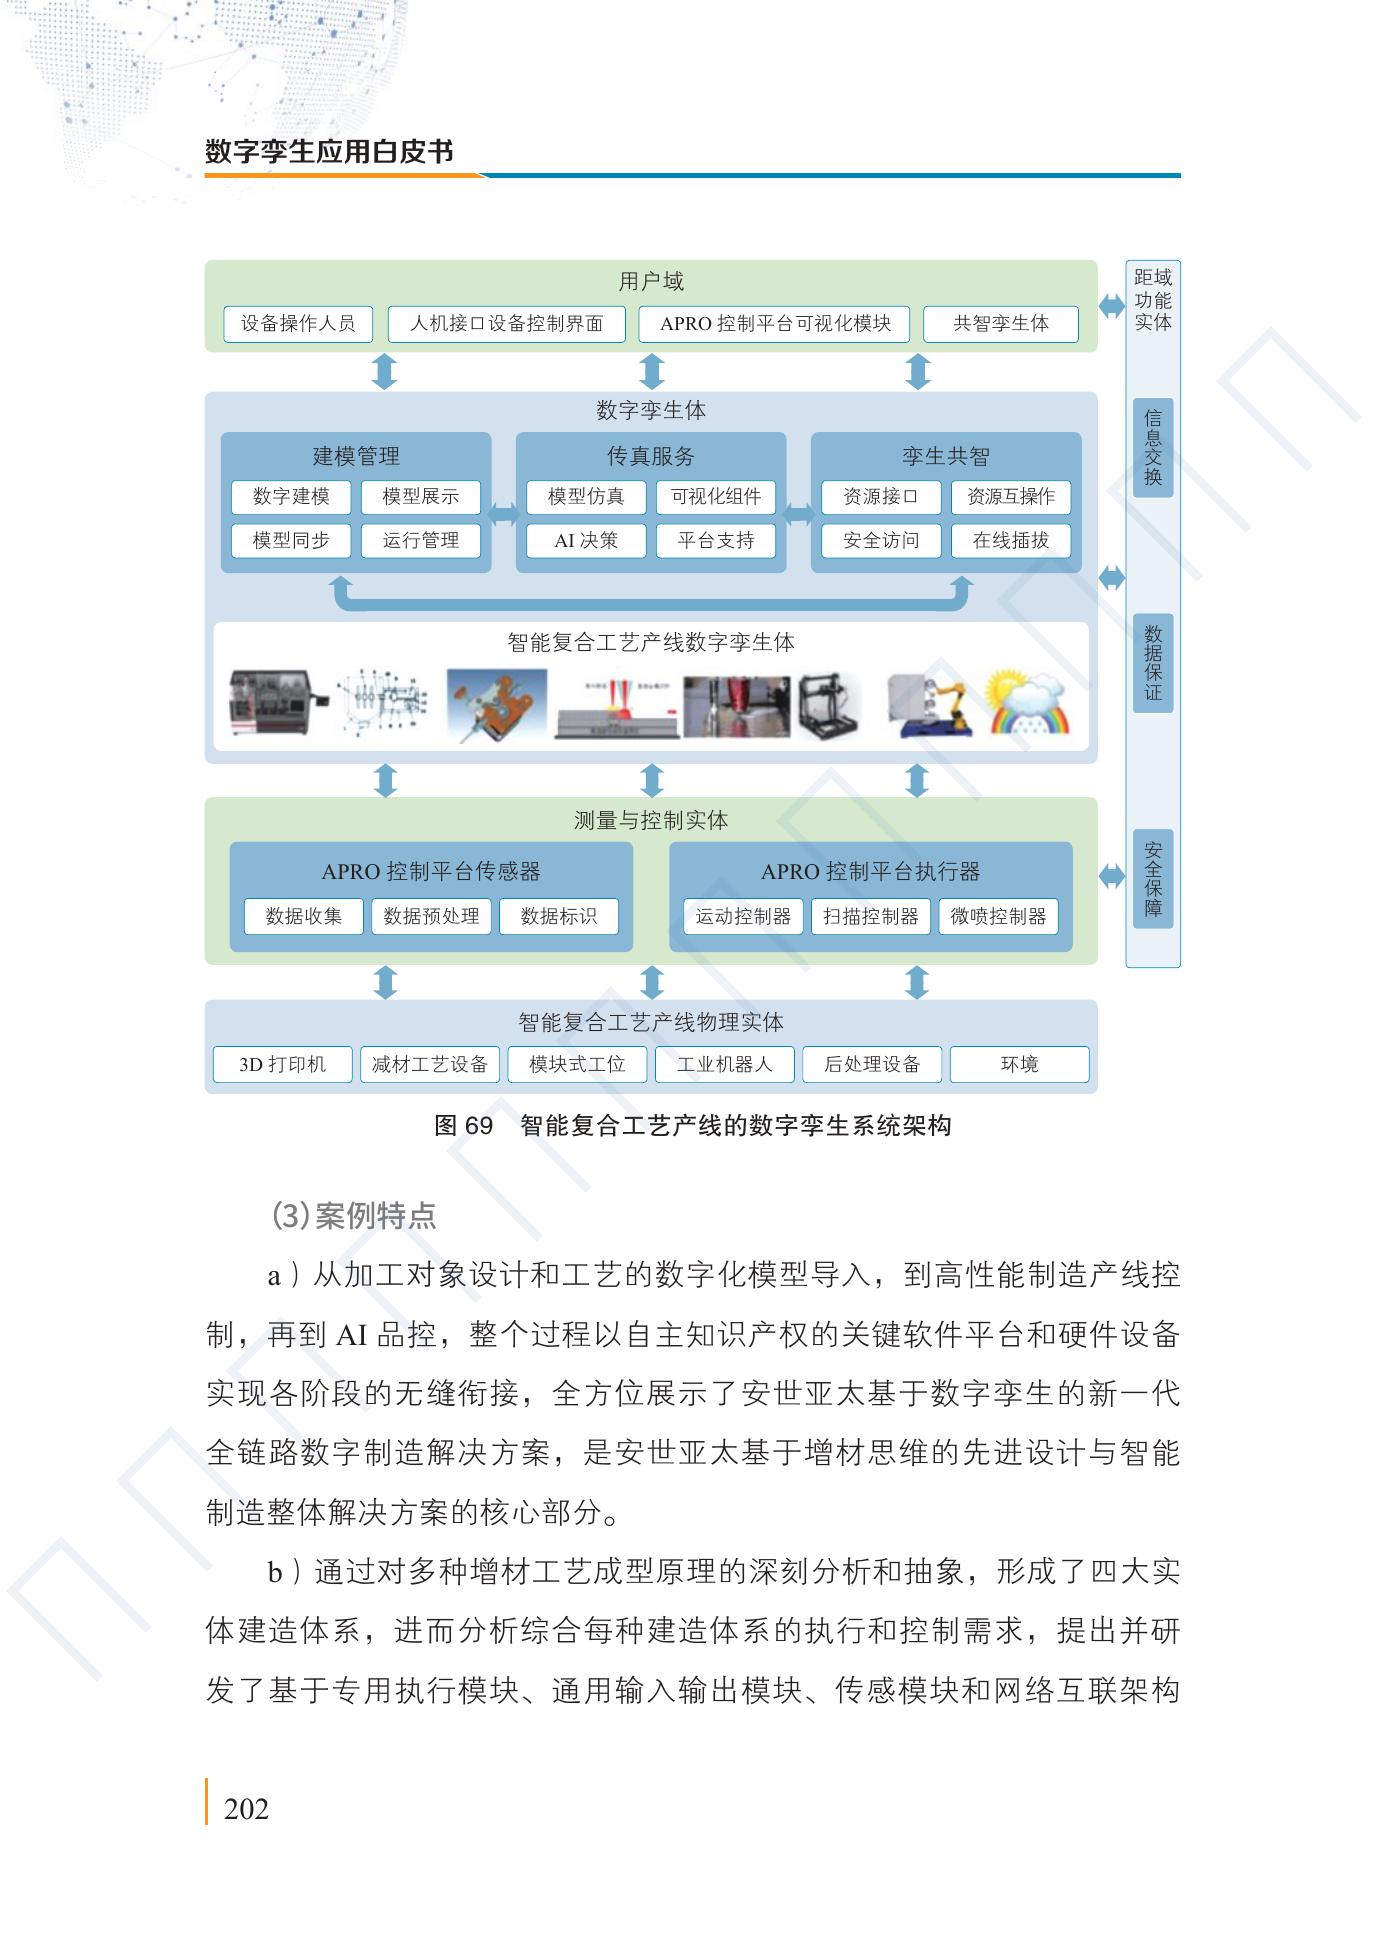 数字孪生应用白皮书
用户域
设备操作人员 人机接口设备控制界面 APRO 控制平台可视化模块 共智孪生体
距域
功能
实体
信息交换
数据保证
安全保障
数字孪生体
建模管理 传真服务 孪生共智
数字建模 模型展示 模型仿真 可视化组件 资源接口 资源互操作
模型同步 运行管理 AI 决策 平台支持 安全访问 在线插拔
智能复合工艺产线数字孪生体
测量与控制实体
APRO 控制平台传感器 APRO 控制平台执行器
数据收集 数据预处理 数据标识 运动控制器 扫描控制器 微喷控制器
智能复合工艺产线物理实体
3D 打印机 减材工艺设备 模块式工位 工业机器人 后处理设备 环境
图 69 智能复合工艺产线的数字孪生系统架构
（3）案例特点
a）从加工对象设计和工艺的数字化模型导入，到高性能制造产线控
制，再到 AI 品控，整个过程以自主知识产权的关键软件平台和硬件设备
实现各阶段的无缝衔接，全方位展示了安世亚太基于数字孪生的新一代
全链路数字制造解决方案，是安世亚太基于增材思维的先进设计与智能
制造整体解决方案的核心部分。
b）通过对多种增材工艺成型原理的深刻分析和抽象，形成了四大实
体建造体系，进而分析综合每种建造体系的执行和控制需求，提出并研
发了基于专用执行模块、通用输入输出模块、传感模块和网络互联架构
202